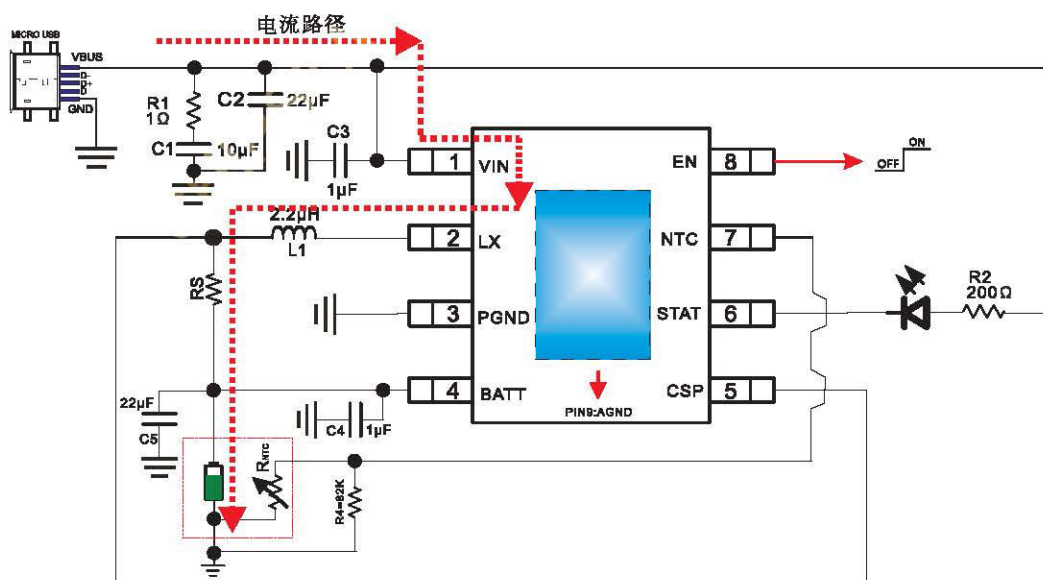 电流路径
MICRO USB
VBUS
D-
D+
GND
R1
1Ω
C1
10µF
C2
22µF
C3
1µF
1
VIN
EN
8
OFF
ON
2.2µH
L1
2
LX
NTC
7
RS
3
PGND
STAT
6
R2
200Ω
4
BATT
CSP
5
PIN9:AGND
22µF
C5
C4
1µF
RNTC
R4=82K